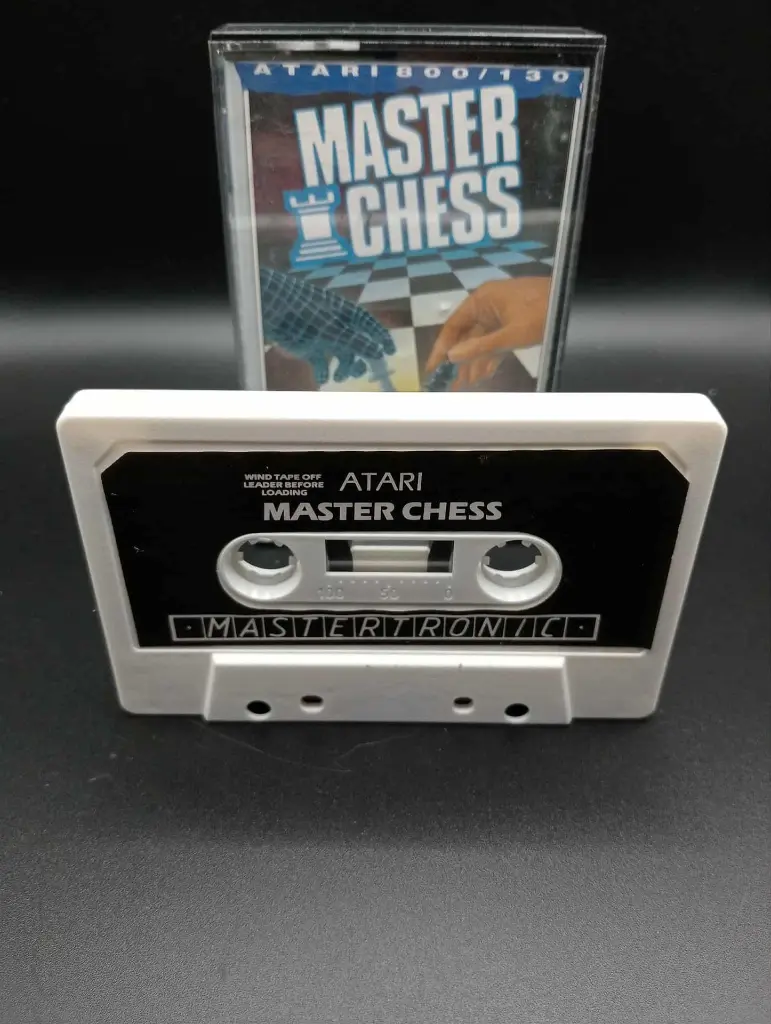 ATARI 800/130
MASTER
CHESS
WIND TAPE OFF
LEADER BEFORE
LOADING
ATARI
MASTER CHESS
100 50 0
· MASTERTRONIC ·